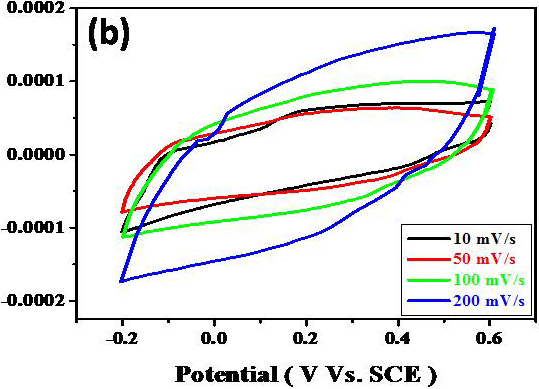 0.0002
(b)
0.0001
0.0000
-0.0001
-0.0002
10 mV/s
50 mV/s
100 mV/s
200 mV/s
-0.2 0.0 0.2 0.4 0.6
Potential ( V Vs. SCE )